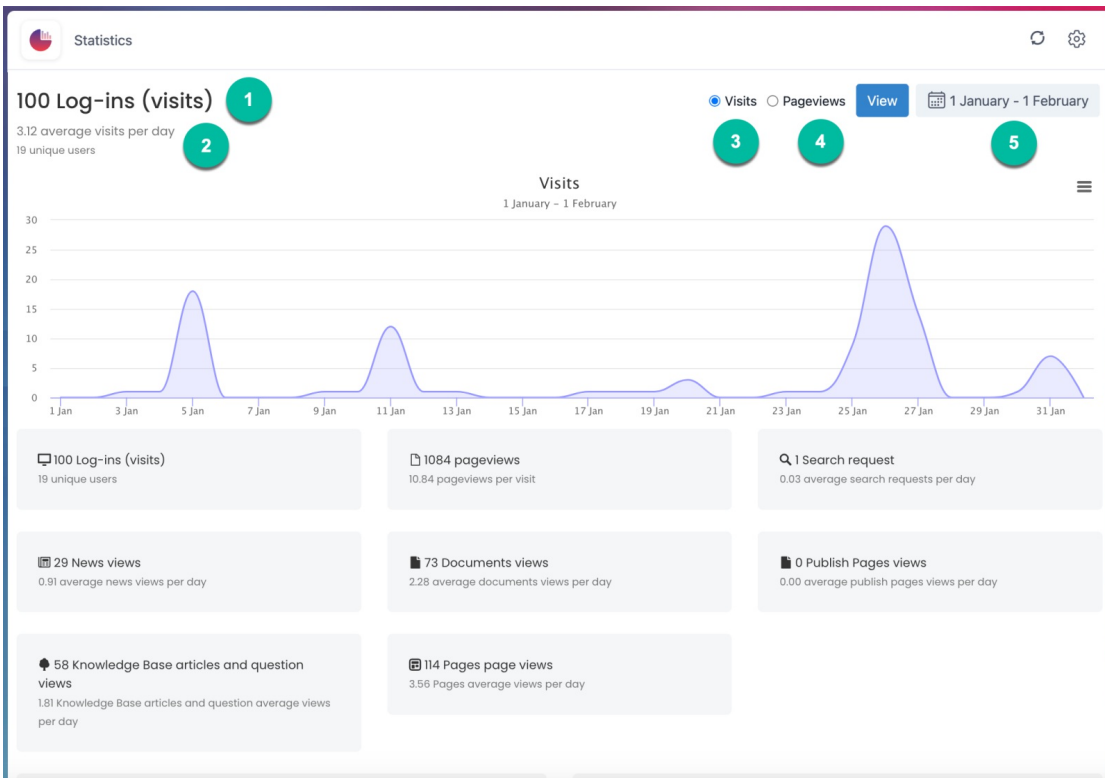 Statistics
100 Log-ins (visits)
1
3.12 average visits per day
2
19 unique users
Visits
Pageviews
View
1 January - 1 February
3
4
5
Visits
1 January – 1 February
30
25
20
15
10
5
0
1 Jan
3 Jan
5 Jan
7 Jan
9 Jan
11 Jan
13 Jan
15 Jan
17 Jan
19 Jan
21 Jan
23 Jan
25 Jan
27 Jan
29 Jan
31 Jan
100 Log-ins (visits)
19 unique users
1084 pageviews
10.84 pageviews per visit
1 Search request
0.03 average search requests per day
29 News views
0.91 average news views per day
73 Documents views
2.28 average documents views per day
0 Publish Pages views
0.00 average publish pages views per day
58 Knowledge Base articles and question
views
1.81 Knowledge Base articles and question average views
per day
114 Pages page views
3.56 Pages average views per day